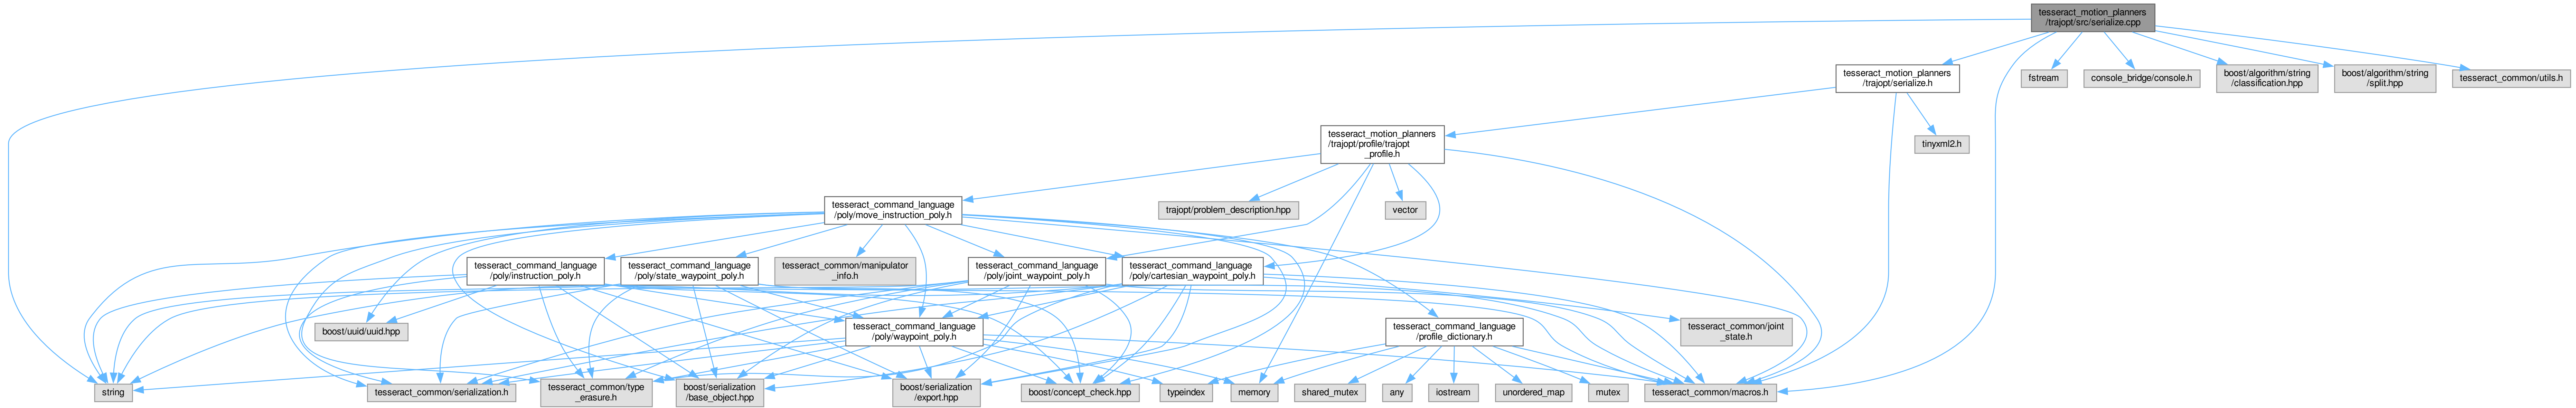 tesseract_motion_planners
/trajopt/src/serialize.cpp
tesseract_motion_planners
/trajopt/serialize.h
fstream
console_bridge/console.h
boost/algorithm/string
/classification.hpp
boost/algorithm/string
/split.hpp
tesseract_common/utils.h
tesseract_motion_planners
/trajopt/profile/trajopt
_profile.h
tinyxml2.h
tesseract_command_language
/poly/move_instruction_poly.h
trajopt/problem_description.hpp
vector
tesseract_command_language
/poly/instruction_poly.h
tesseract_command_language
/poly/state_waypoint_poly.h
tesseract_common/manipulator
_info.h
tesseract_command_language
/poly/joint_waypoint_poly.h
tesseract_command_language
/poly/cartesian_waypoint_poly.h
boost/uuid/uuid.hpp
tesseract_command_language
/poly/waypoint_poly.h
tesseract_command_language
/profile_dictionary.h
tesseract_common/joint
_state.h
string
tesseract_common/serialization.h
tesseract_common/type
_erasure.h
boost/serialization
/base_object.hpp
boost/serialization
/export.hpp
boost/concept_check.hpp
typeindex
memory
shared_mutex
any
iostream
unordered_map
mutex
tesseract_common/macros.h